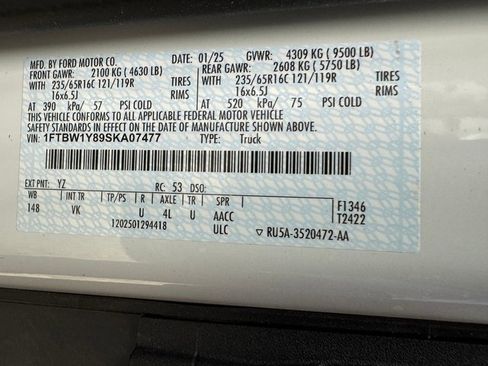 MFD. BY FORD MOTOR CO. 01/25 GVWR: 4309 KG ( 9500 LB)
FRONT GAWR: 2100 KG ( 4630 LB) REAR GAWR: 2608 KG ( 5750 LB)
WITH 235/65R16C 121/119R TIRES WITH 235/65R16C 121/119R TIRES
16x6.5J RIMS 16x6.5J RIMS
AT 390 kPa/ 57 PSI COLD AT 520 kPa/ 75 PSI COLD
THIS VEHICLE CONFORMS TO ALL APPLICABLE FEDERAL MOTOR VEHICLE
SAFETY STANDARD IN EFFECT ON THE DATE OF MANUFACTURE SHOWN ABOVE.
VIN: 1FTBW1Y89SKA07477 TYPE: Truck
EXT PNT: YZ RC: 53 DSO:
WB INT TR TP/PS R AXLE TR SPR
148 VK U 4L U AACC
ULC
F1346
T2422
1202501294418
▽ RU5A-3520472-AA